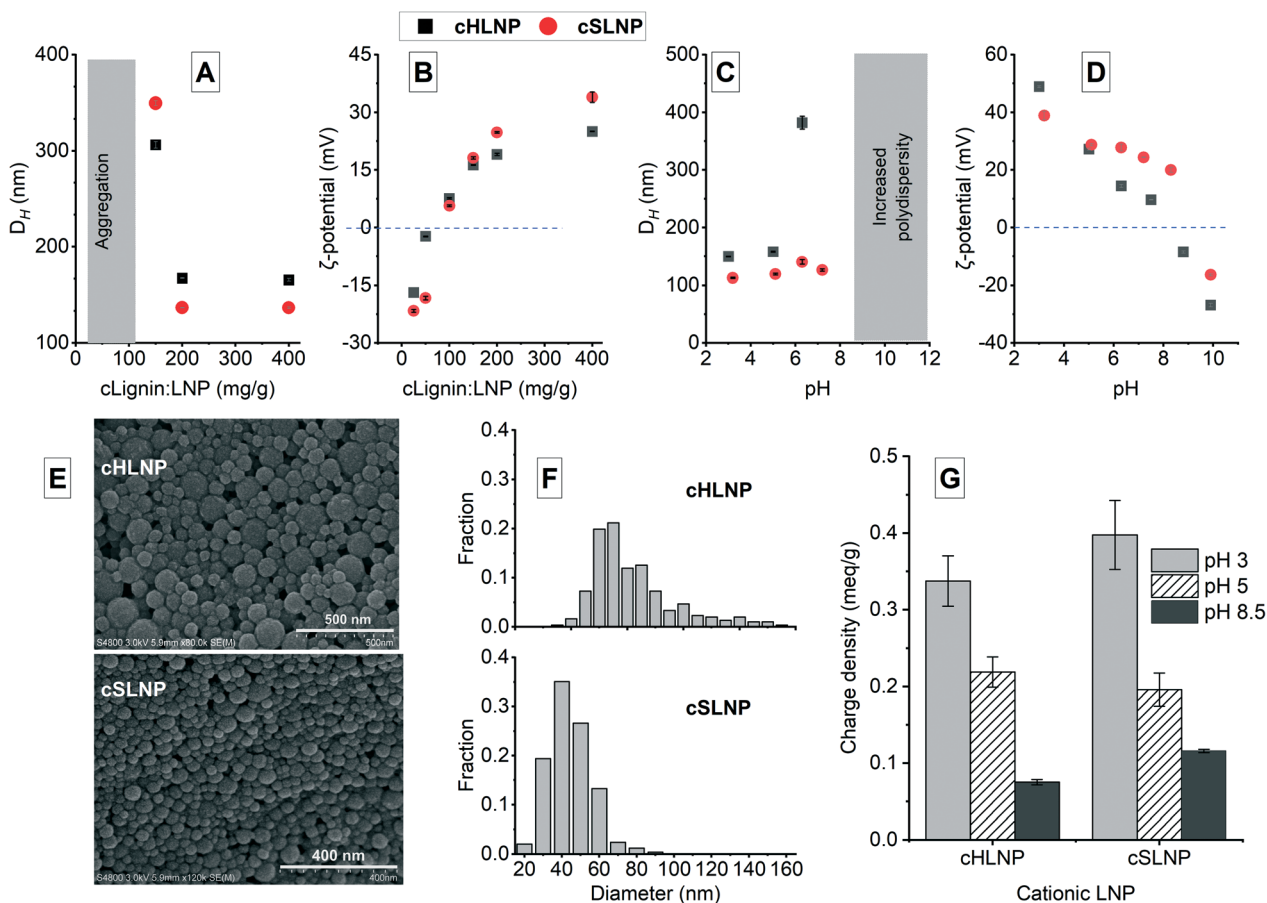 cHLNP cSLNP
A
400
300
200
100
D_H (nm)
Aggregation
0 100 200 300 400
cLignin:LNP (mg/g)
B
45
30
15
0
-15
-30
ζ-potential (mV)
0 100 200 300 400
cLignin:LNP (mg/g)
C
500
400
300
200
100
0
D_H (nm)
Increased
polydispersity
2 4 6 8 10 12
pH
D
60
40
20
0
-20
-40
ζ-potential (mV)
2 4 6 8 10
pH
E
cHLNP
500 nm
S4800 3.0kV 5.9mm x80.0k SE(M) 500nm
cSLNP
400 nm
S4800 3.0kV 5.9mm x120k SE(M) 400nm
F
0.4
0.3
0.2
0.1
0.0
Fraction
cHLNP
0.4
0.3
0.2
0.1
0.0
Fraction
cSLNP
20 40 60 80 100 120 140 160
Diameter (nm)
G
0.5
0.4
0.3
0.2
0.1
0.0
Charge density (meq/g)
pH 3
pH 5
pH 8.5
cHLNP cSLNP
Cationic LNP